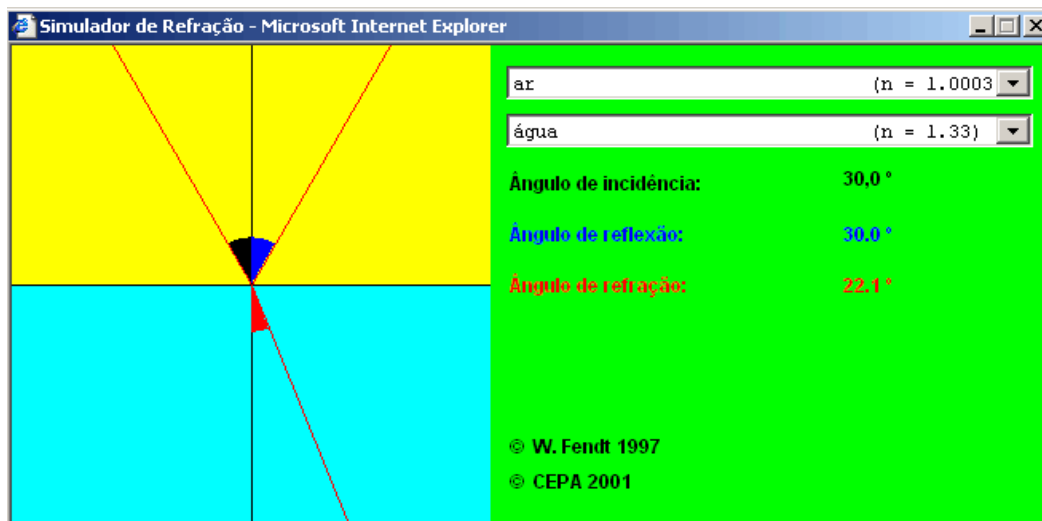 Simulador de Refração - Microsoft Internet Explorer
ar (n = 1.0003
água (n = 1.33)
Ângulo de incidência: 30,0 º
Ângulo de reflexão: 30.0 º
Ângulo de refração: 22.1 º
© W. Fendt 1997
© CEPA 2001